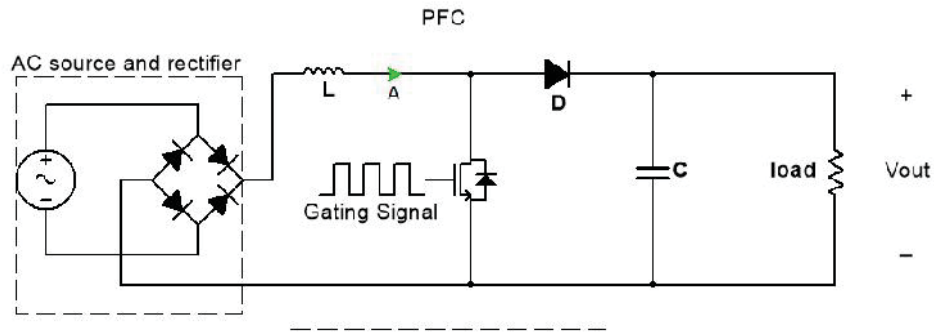 PFC
AC source and rectifier
L
A
D
+
+
~
−
Gating Signal
C
load
Vout
−